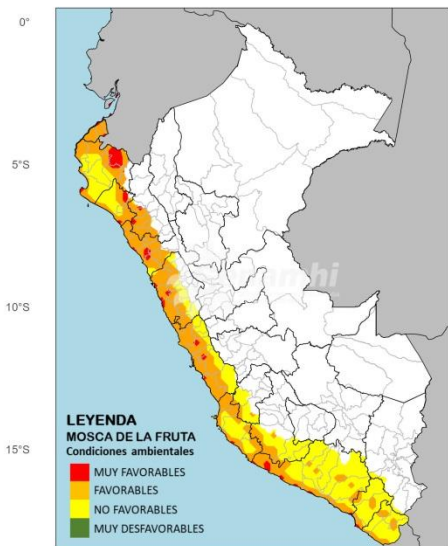 0°
5°S
10°S
15°S
LEYENDA
MOSCA DE LA FRUTA
Condiciones ambientales
MUY FAVORABLES
FAVORABLES
NO FAVORABLES
MUY DESFAVORABLES